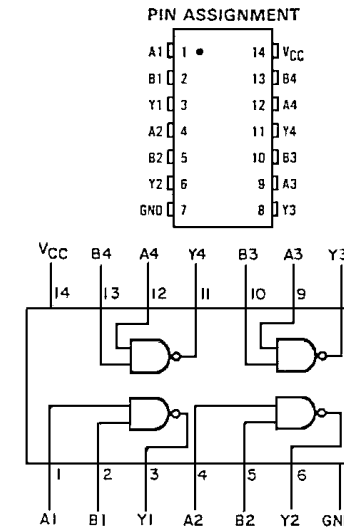 PIN ASSIGNMENT
A1 1 14 VCC
B1 2 13 B4
Y1 3 12 A4
A2 4 11 Y4
B2 5 10 B3
Y2 6 9 A3
GND 7 8 Y3
VCC B4 A4 Y4 B3 A3 Y3
14 13 12 11 10 9
1 2 3 4 5 6
A1 B1 Y1 A2 B2 Y2 GN